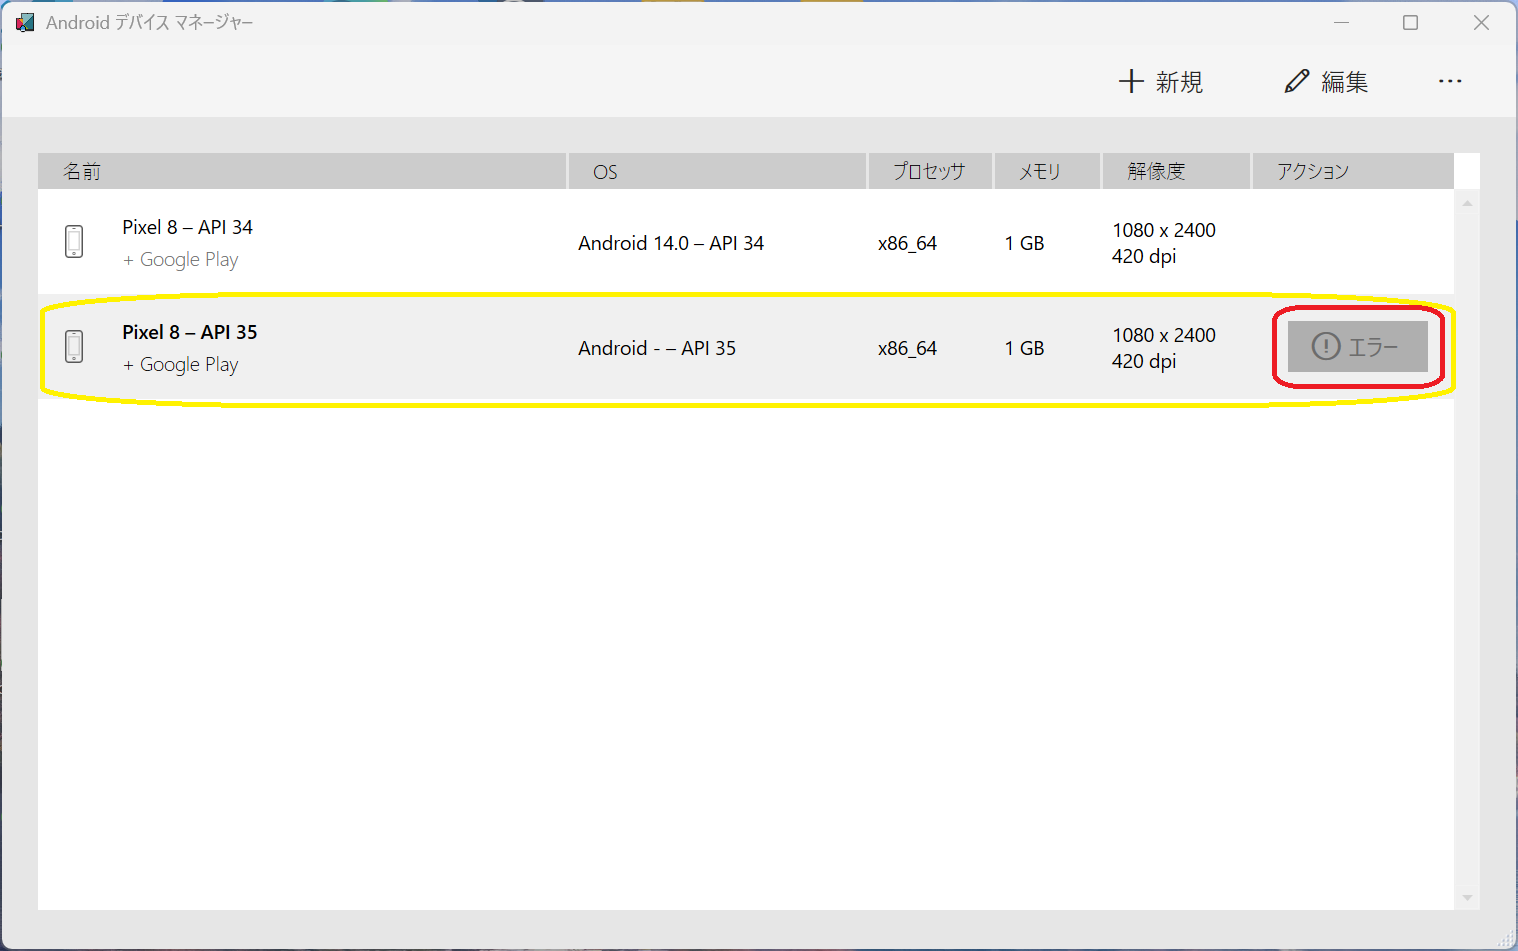 Android デバイス マネージャー
新規
編集
...
名前 OS プロセッサ メモリ 解像度 アクション
Pixel 8 – API 34
+ Google Play
Android 14.0 – API 34
x86_64
1 GB
1080 x 2400
420 dpi
Pixel 8 – API 35
+ Google Play
Android - – API 35
x86_64
1 GB
1080 x 2400
420 dpi
エラー